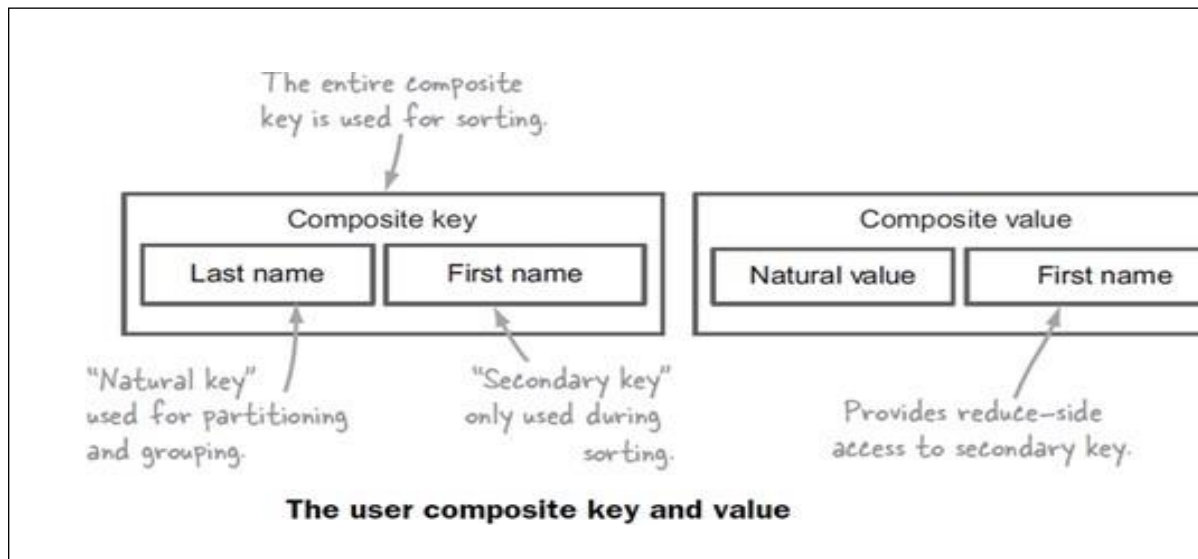 The entire composite
key is used for sorting.
Composite key
Last name
First name
Composite value
Natural value
First name
"Natural key"
used for partitioning
and grouping.
"Secondary key"
only used during
sorting.
Provides reduce-side
access to secondary key.
The user composite key and value